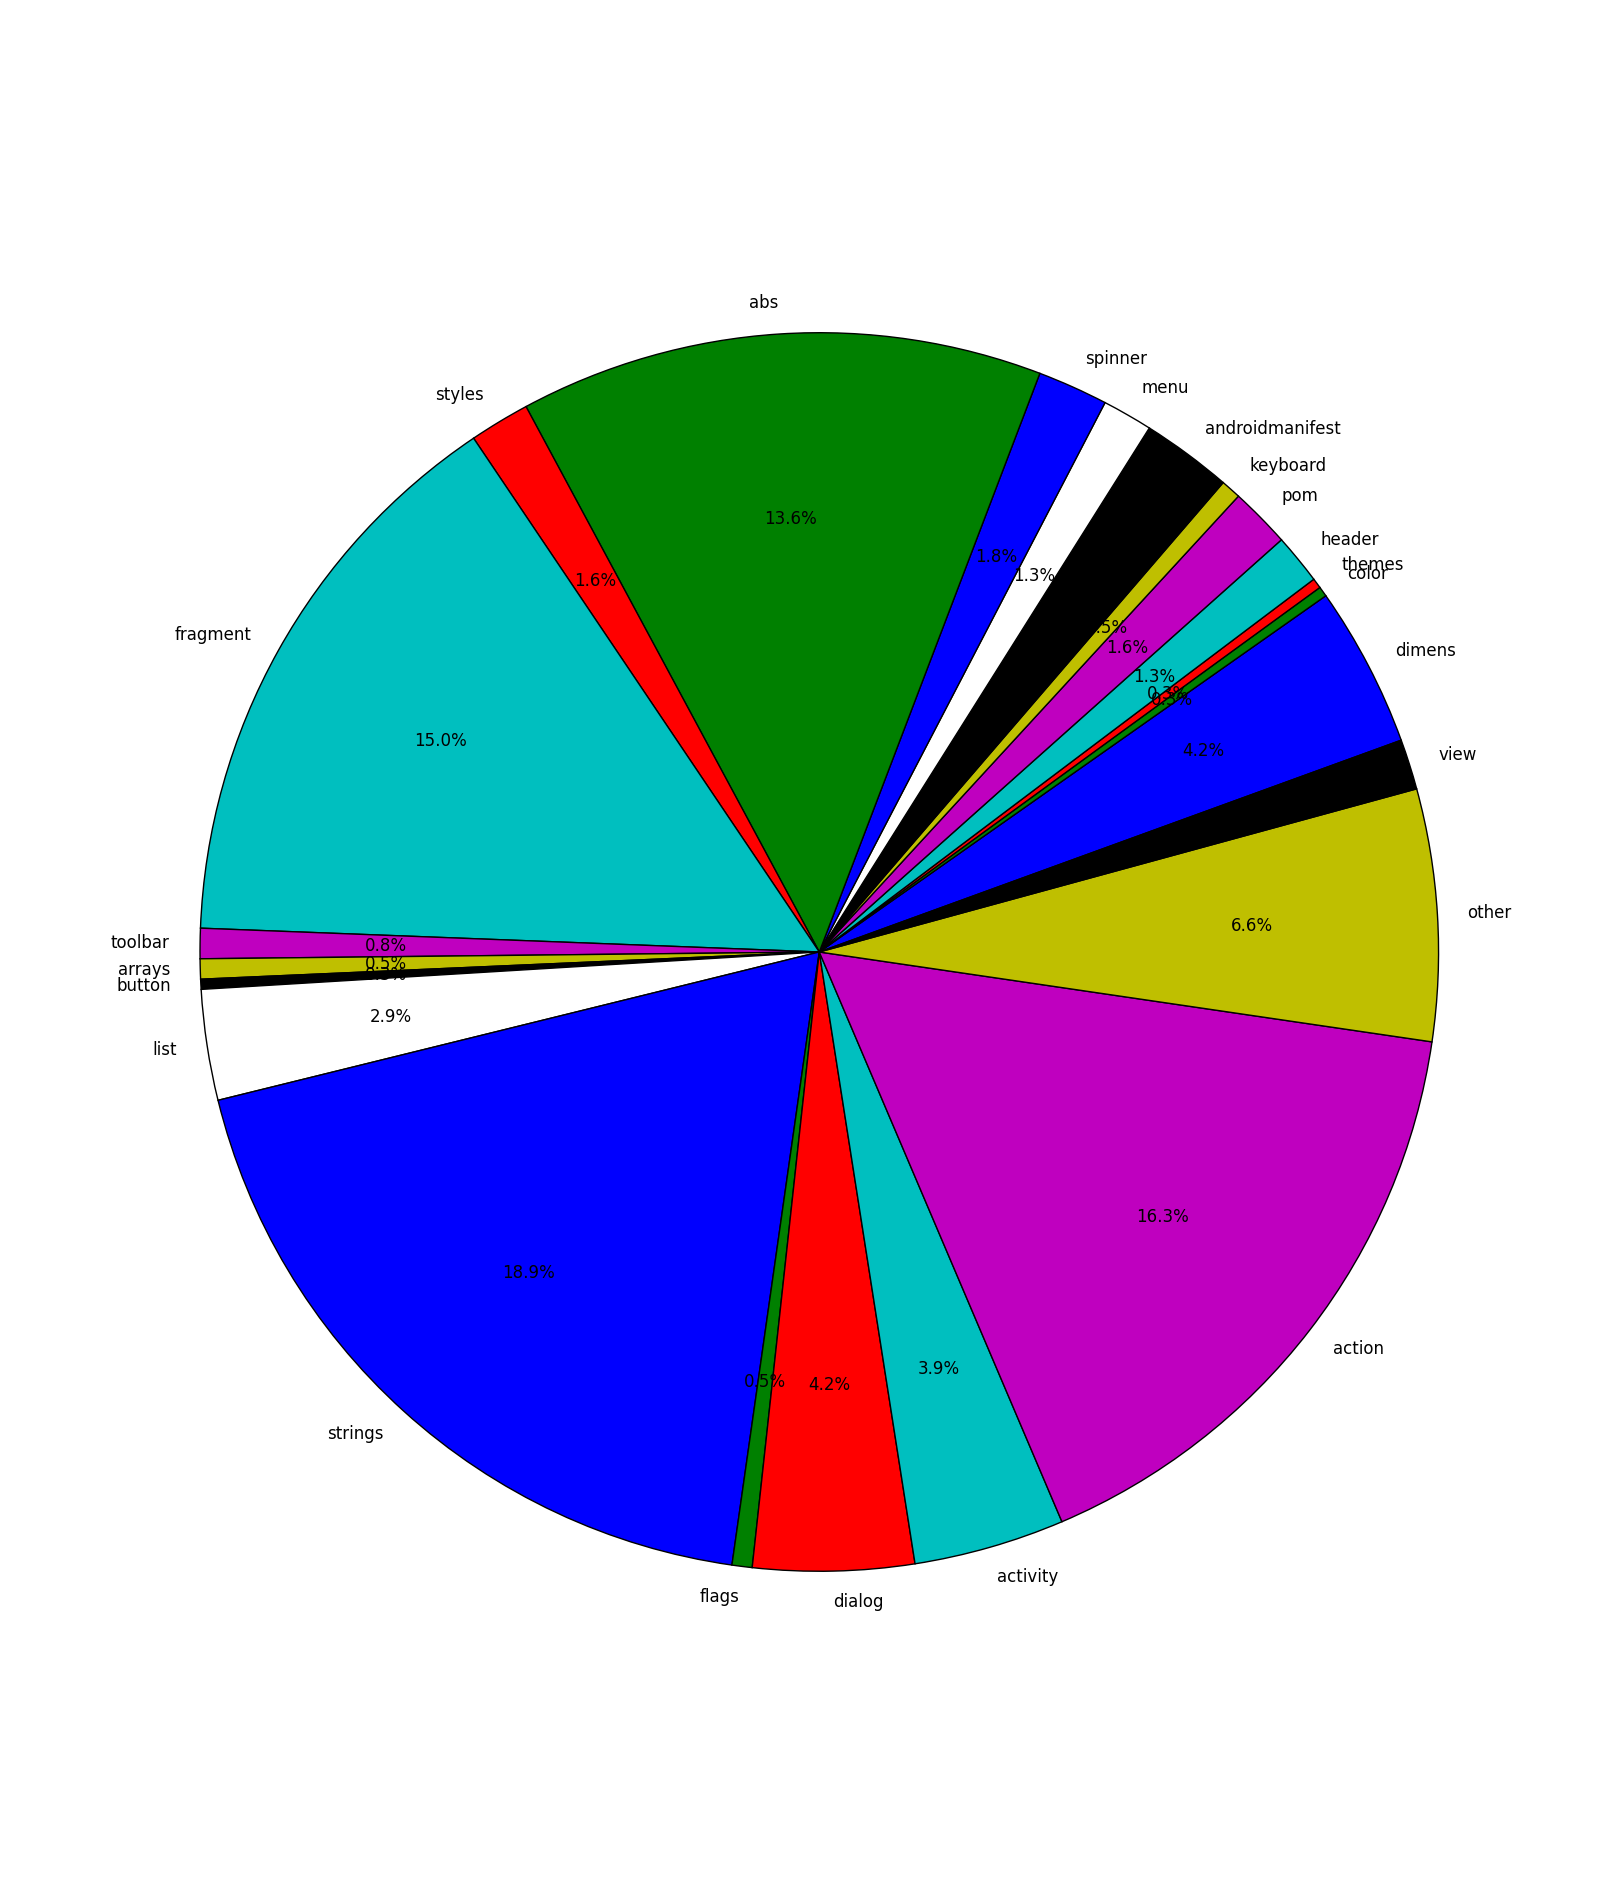 abs
spinner
menu
styles
androidmanifest
keyboard
pom
13.6%
header
1.8%
themes
1.3%
color
1.6%
fragment
1.6%
dimens
1.3%
0.3%
15.0%
4.2%
view
other
6.6%
toolbar
0.8%
arrays
0.5%
button
2.9%
list
16.3%
18.9%
action
3.9%
0.5%
4.2%
strings
activity
flags
dialog